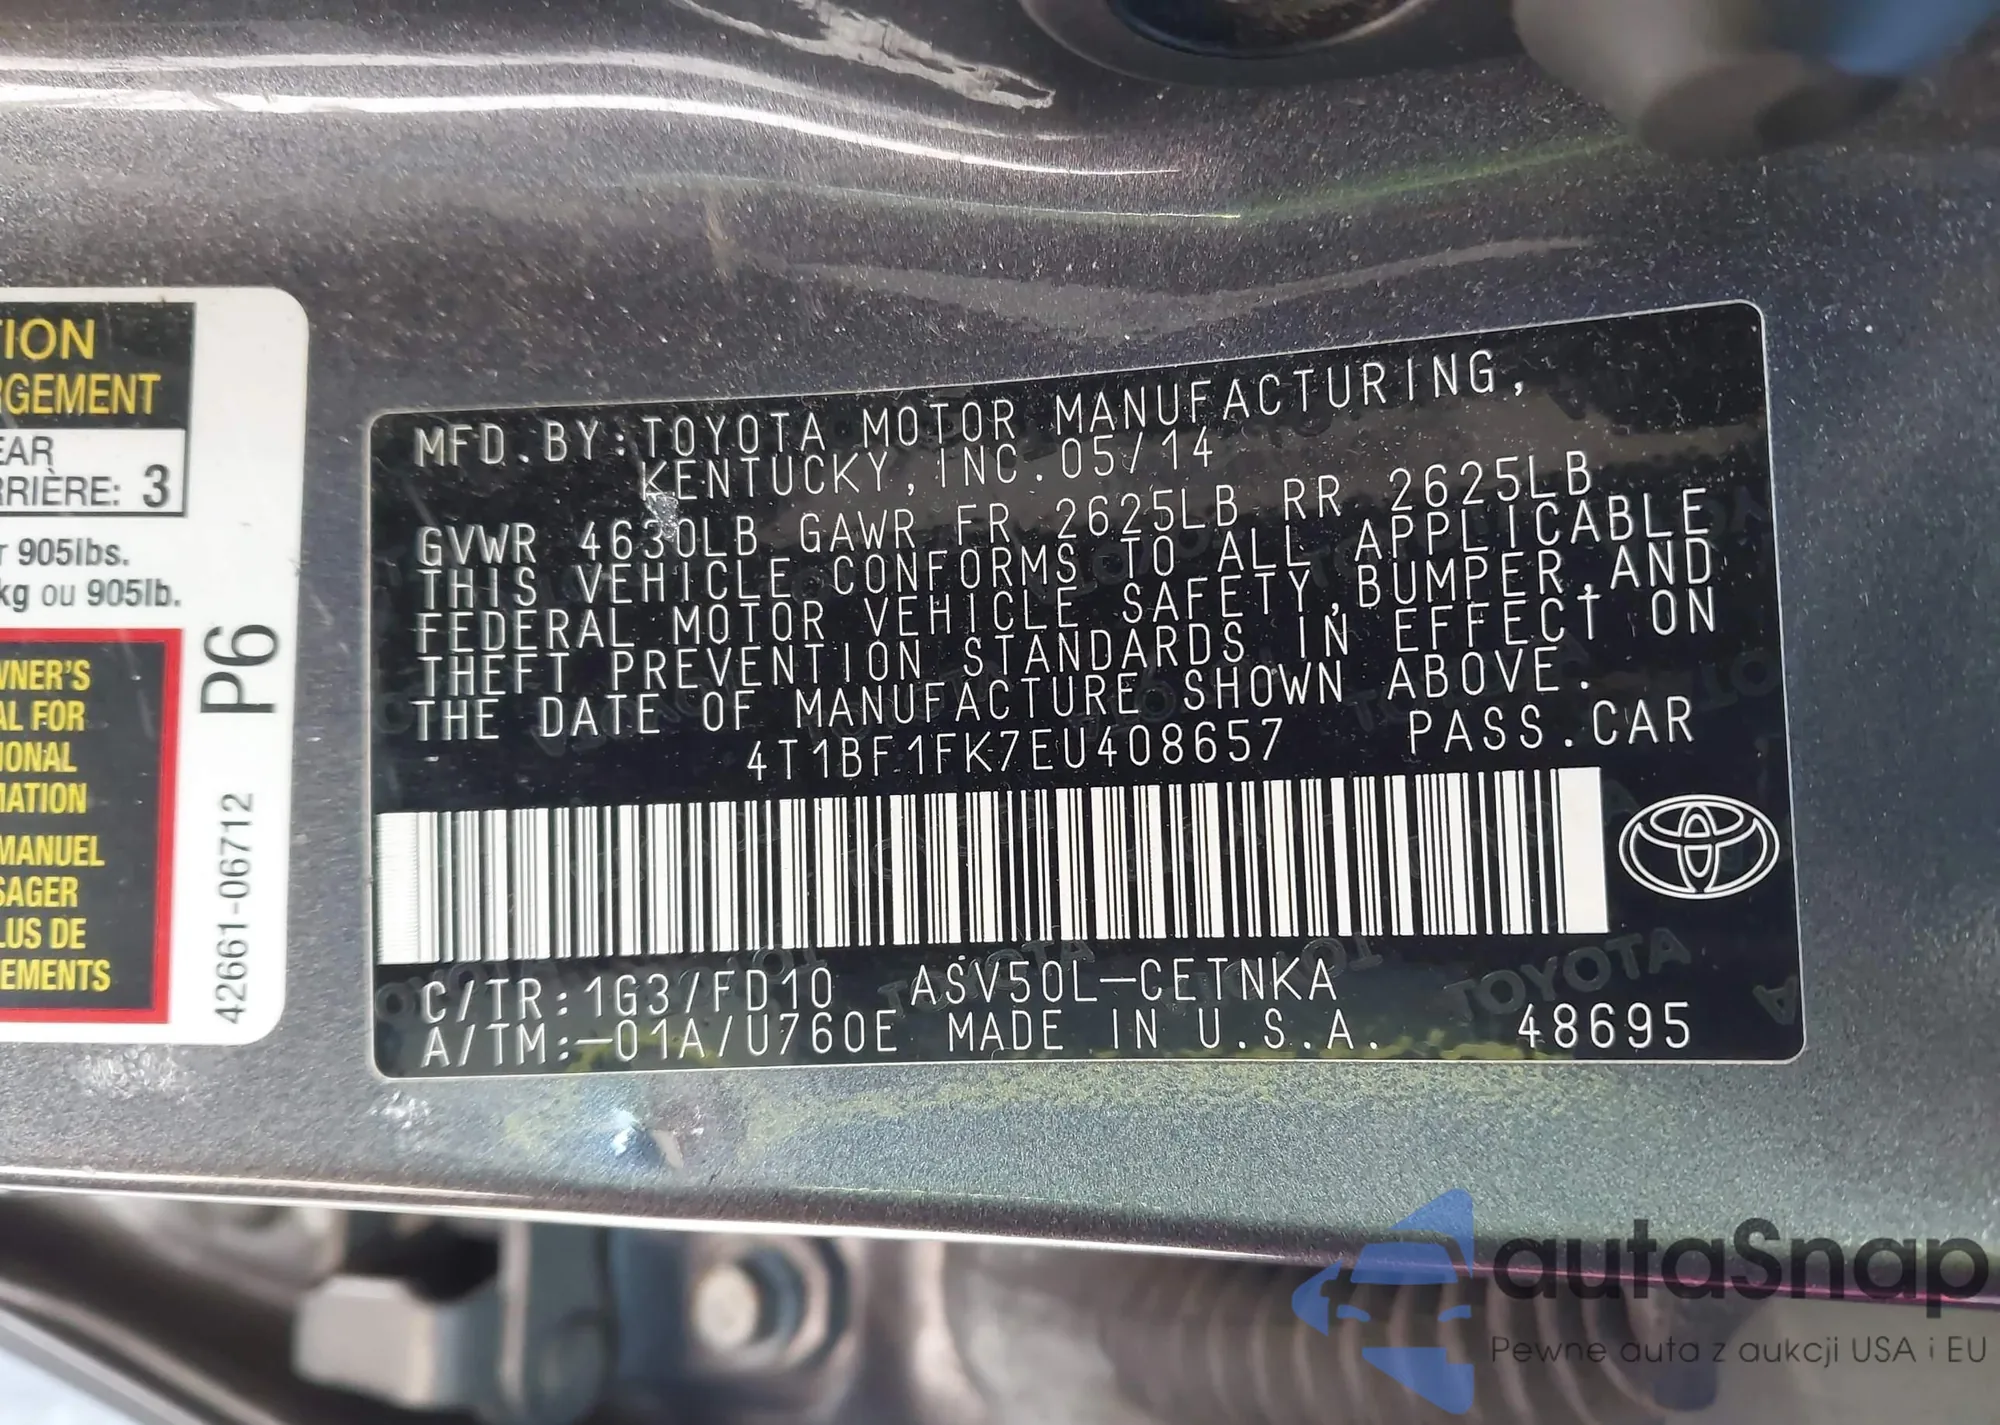 TION
RGEMENT
EAR
RRIÈRE: 3
r 905lbs.
kg ou 905lb.
WNER'S
AL FOR
IONAL
MATION
MANUEL
SAGER
LUS DE
EMENTS
P6
42661-06712
MFD.BY:TOYOTA MOTOR MANUFACTURING,
KENTUCKY,INC.05/14
GVWR 4630LB GAWR FR 2625LB RR 2625LB
THIS VEHICLE CONFORMS TO ALL APPLICABLE
FEDERAL MOTOR VEHICLE SAFETY,BUMPER,AND
THEFT PREVENTION STANDARDS IN EFFECT ON
THE DATE OF MANUFACTURE SHOWN ABOVE.
4T1BF1FK7EU408657 PASS.CAR
C/TR:1G3/FD10 ASV50L-CETNKA
A/TM:-01A/U760E MADE IN U.S.A. 48695
TOYOTA
autaSnap
Pewne auta z aukcji USA i EU